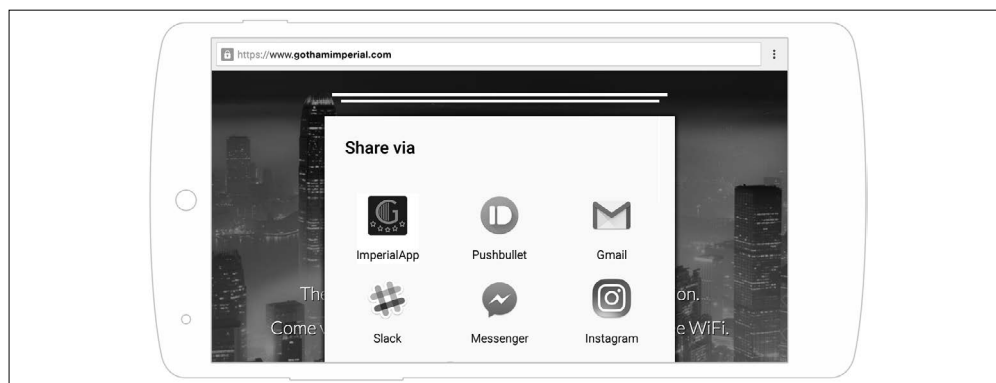 https://www.gothamimperial.com
Share via
G
ImperialApp
Pushbullet
Gmail
Slack
Messenger
Instagram
The
on.
Come
e WiFi.